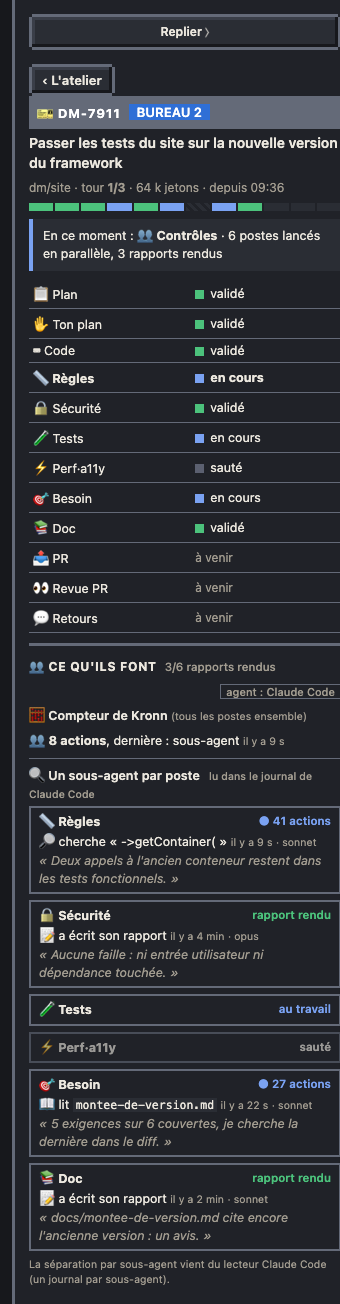 Replier 〉
‹ L'atelier
DM-7911 BUREAU 2
Passer les tests du site sur la nouvelle version
du framework
dm/site · tour 1/3 · 64 k jetons · depuis 09:36
En ce moment : Contrôles · 6 postes lancés
en parallèle, 3 rapports rendus
Plan validé
Ton plan validé
Code validé
Règles en cours
Sécurité validé
Tests en cours
Perf·a11y sauté
Besoin en cours
Doc validé
PR à venir
Revue PR à venir
Retours à venir
CE QU'ILS FONT 3/6 rapports rendus
agent : Claude Code
Compteur de Kronn (tous les postes ensemble)
8 actions, dernière : sous-agent il y a 9 s
Un sous-agent par poste lu dans le journal de
Claude Code
Règles 41 actions
cherche « ->getContainer( » il y a 9 s · sonnet
« Deux appels à l'ancien conteneur restent dans
les tests fonctionnels. »
Sécurité rapport rendu
a écrit son rapport il y a 4 min · opus
« Aucune faille : ni entrée utilisateur ni
dépendance touchée. »
Tests au travail
Perf·a11y sauté
Besoin 27 actions
lit montee-de-version.md il y a 22 s · sonnet
« 5 exigences sur 6 couvertes, je cherche la
dernière dans le diff. »
Doc rapport rendu
a écrit son rapport il y a 2 min · sonnet
« docs/montee-de-version.md cite encore
l'ancienne version : un avis. »
La séparation par sous-agent vient du lecteur Claude Code
(un journal par sous-agent).